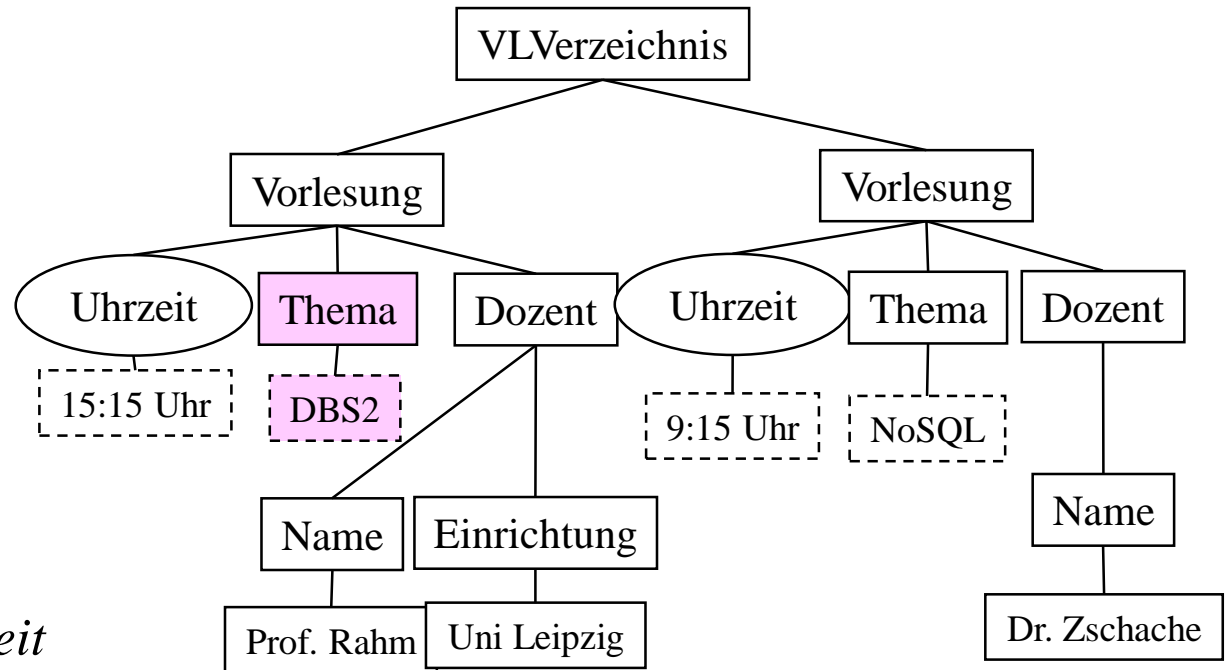 VLVerzeichnis
Vorlesung Vorlesung
Uhrzeit Thema Dozent Uhrzeit Thema Dozent
15:15 Uhr DBS2 9:15 Uhr NoSQL
Name Einrichtung Name
eit Prof. Rahm Uni Leipzig Dr. Zschache